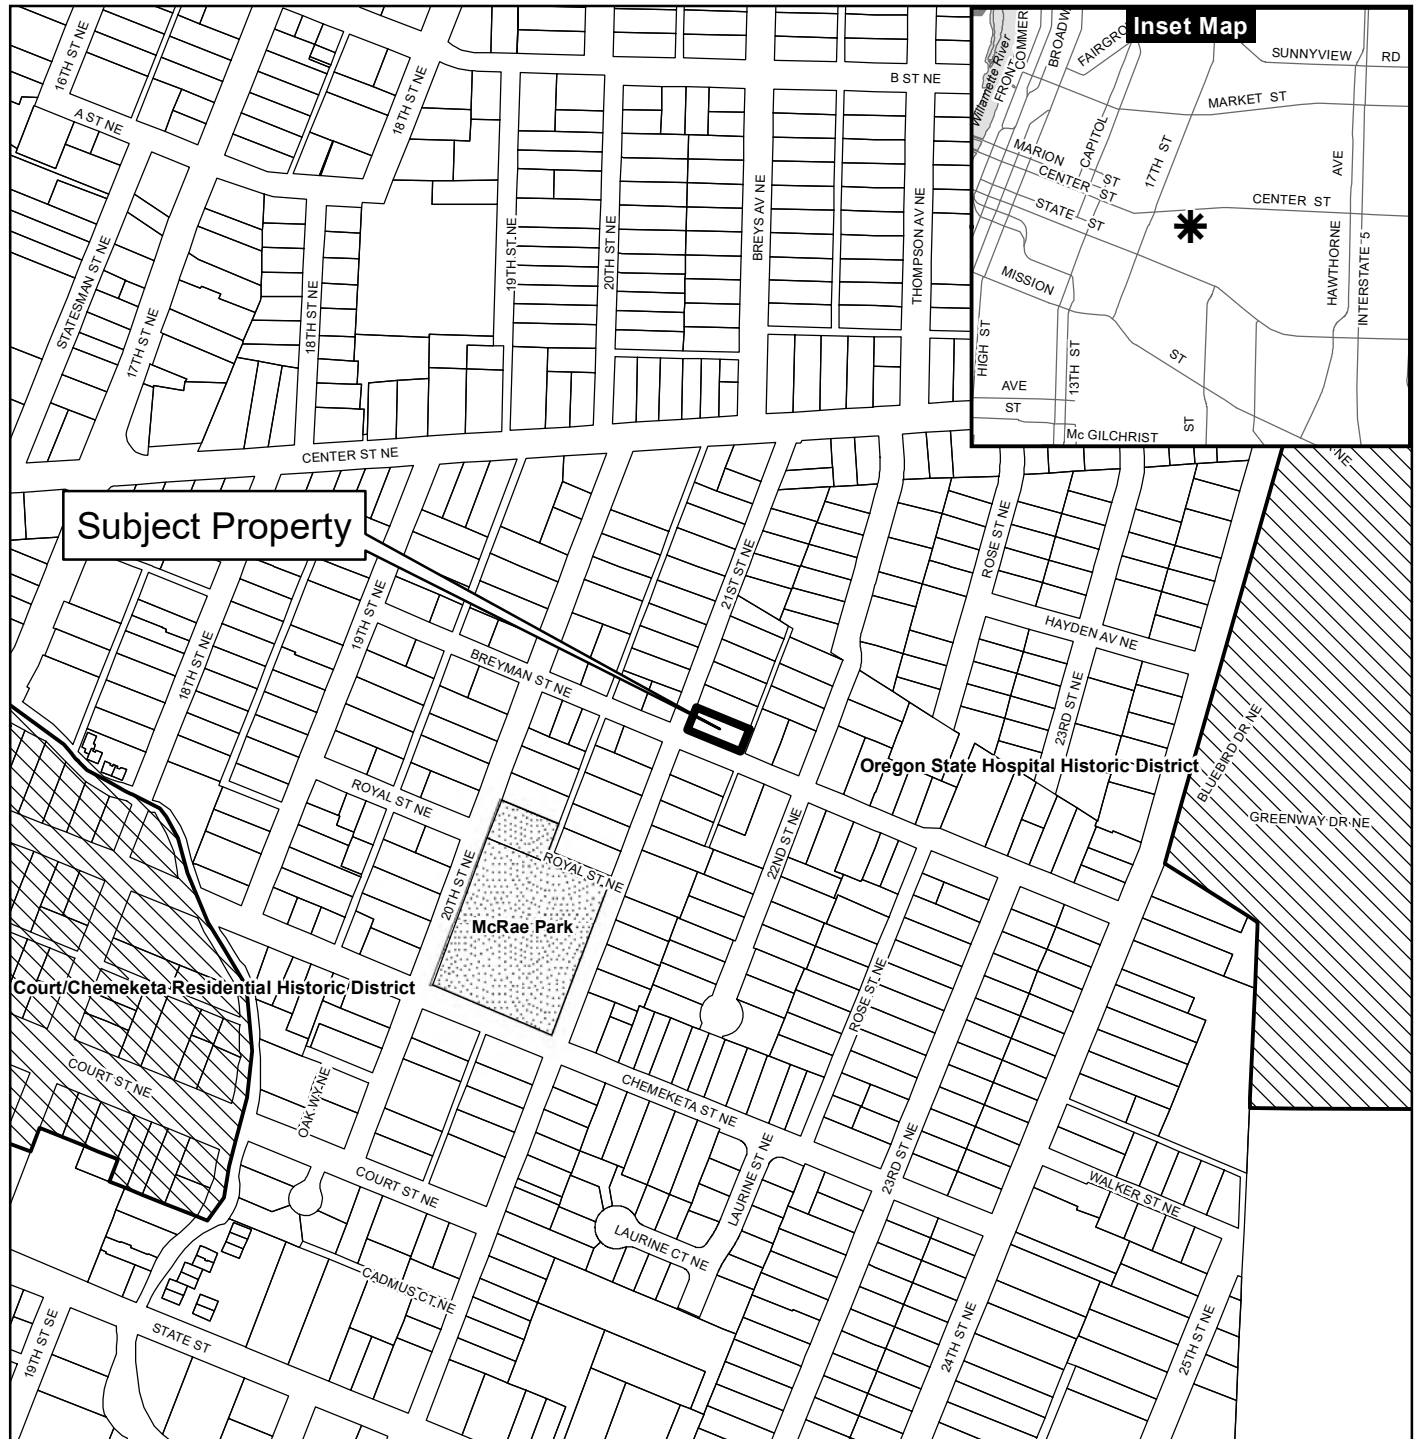 Inset Map
Willamette River
FRONT
COMMER
BROADW
FAIRGRO
SUNNYVIEW RD
MARKET ST
MARION ST
CAPITOL
17TH ST
CENTER ST
CENTER ST
STATE ST
AVE
HAWTHORNE
INTERSTATE 5
MISSION
ST
HIGH ST
13TH ST
AVE
ST
ST
Mc GILCHRIST
16TH ST NE
A ST NE
18TH ST NE
B ST NE
STATESMAN ST NE
17TH ST NE
18TH ST NE
19TH ST NE
20TH ST NE
BREYS AV NE
THOMPSON AV NE
CENTER ST NE
NE
Subject Property
21ST ST NE
ROSE ST NE
19TH ST NE
18TH ST NE
BREYMAN ST NE
HAYDEN AV NE
23RD ST NE
BLUEBIRD DR NE
Oregon State Hospital Historic District
GREENWAY DR NE
ROYAL ST NE
ROYAL ST NE
20TH ST NE
22ND ST NE
McRae Park
Court/Chemeketa Residential Historic District
ROSE ST NE
COURT ST NE
OAK WY NE
CHEMEKETA ST NE
COURT ST NE
LAURINE ST NE
23RD ST NE
WALKER ST NE
LAURINE CT NE
CADMUS CT NE
19TH ST SE
STATE ST
24TH ST NE
25TH ST NE